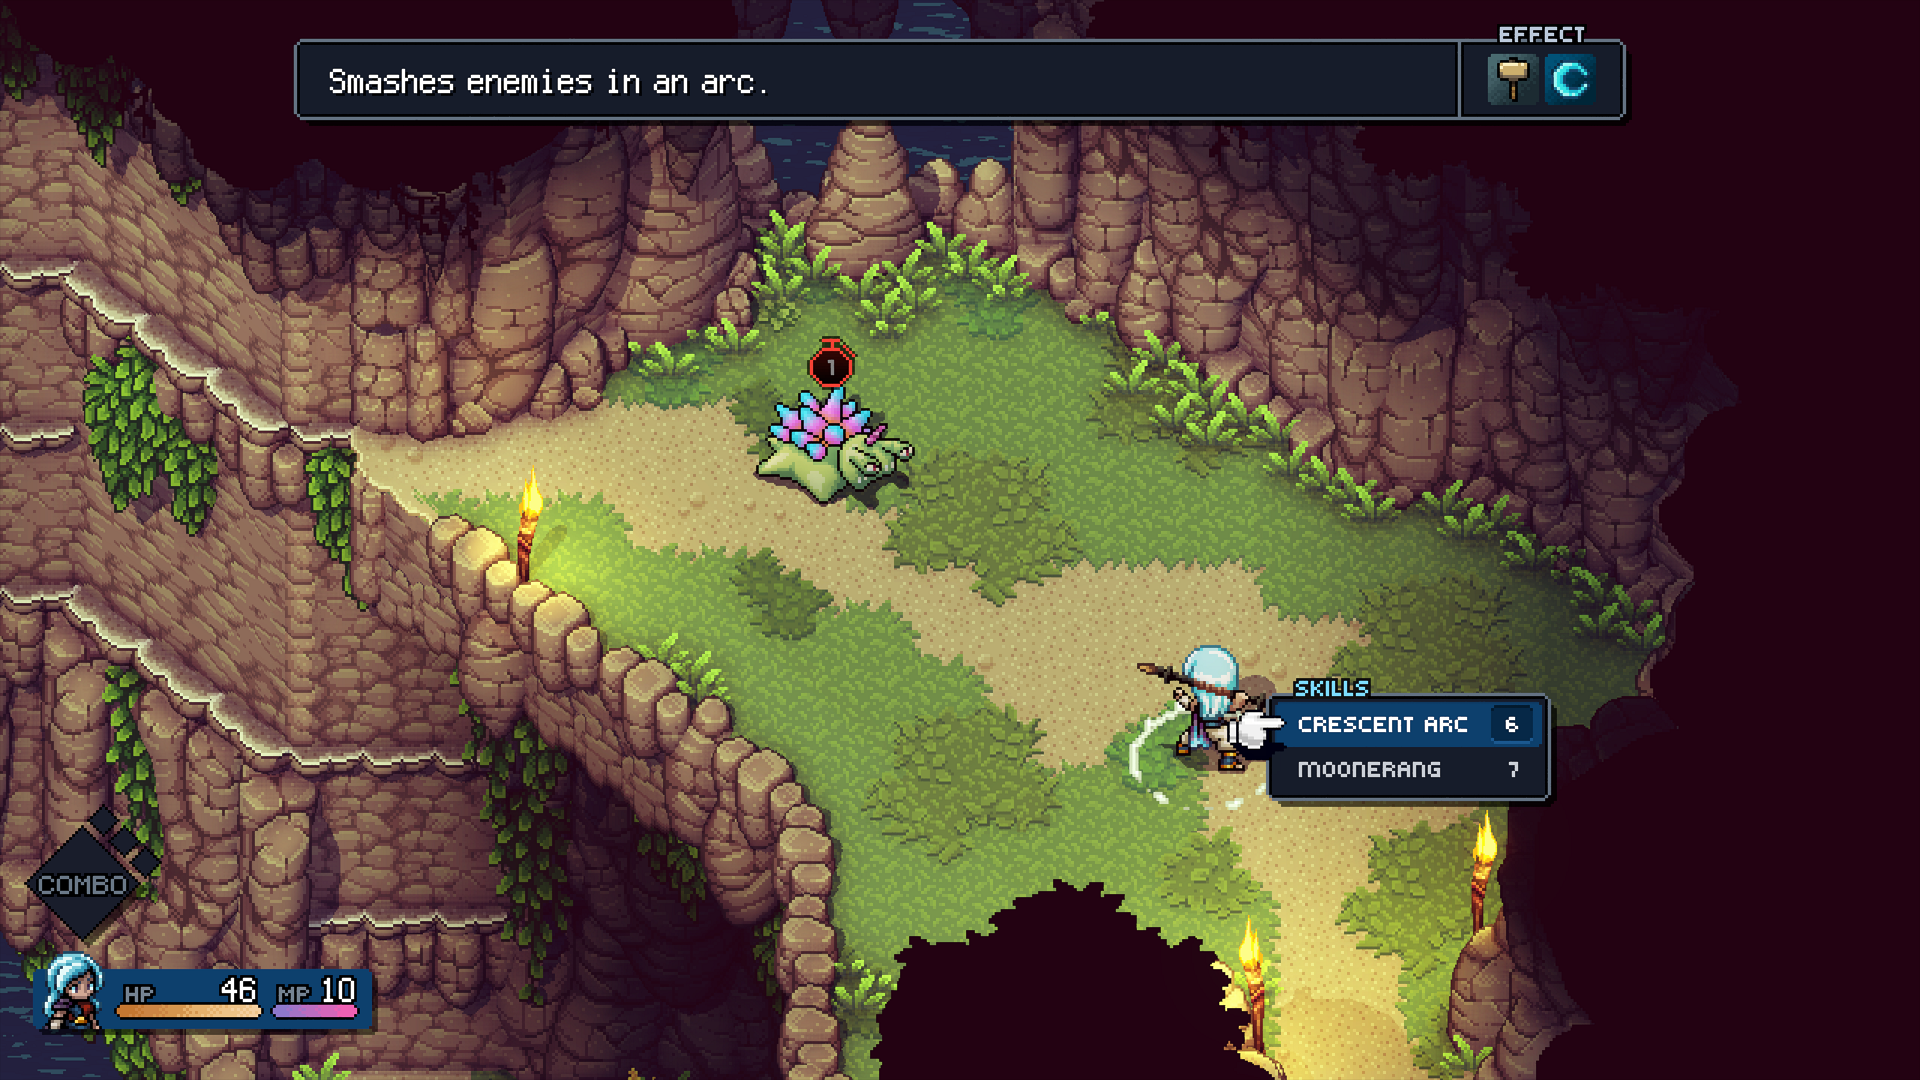 EFFECT
Smashes enemies in an arc.
1
SKILLS
CRESCENT ARC 6
MOONERANG 7
COMBO
HP 46 MP 10